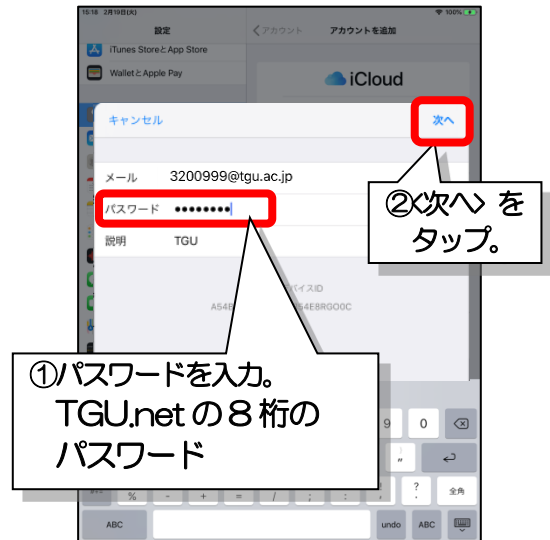 15:18 2月19日(火)
100%
設定
アカウント
アカウントを追加
iTunes StoreとApp Store
WalletとApple Pay
iCloud
キャンセル
次へ
メール 3200999@tgu.ac.jp
パスワード ••••••••
説明 TGU
②<次へ> を
タップ。
バイスID
A54B
54E8RGO0C
①パスワードを入力。
TGU.net の8桁の
パスワード
9 0
"
% - + = / ; : ! ? 全角
ABC undo ABC